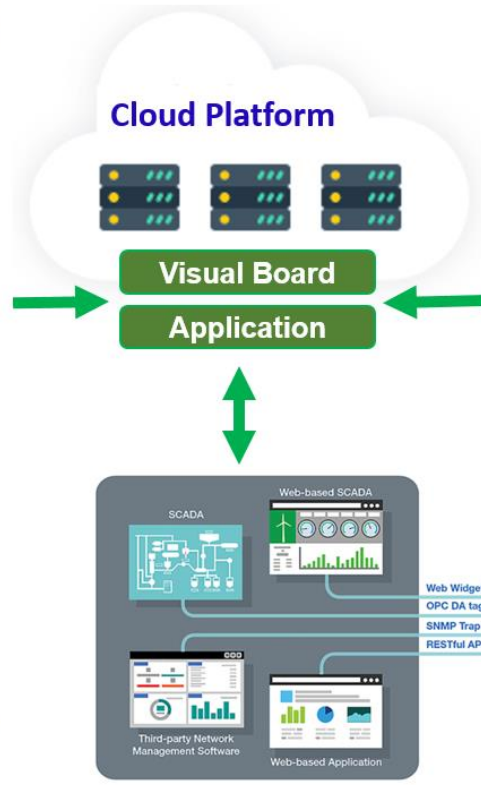 Cloud Platform
Visual Board
Application
Web-based SCADA
SCADA
Web Widge
OPC DA tag
SNMP Trap
RESTful AP
Third-party Network
Management Software
Web-based Application